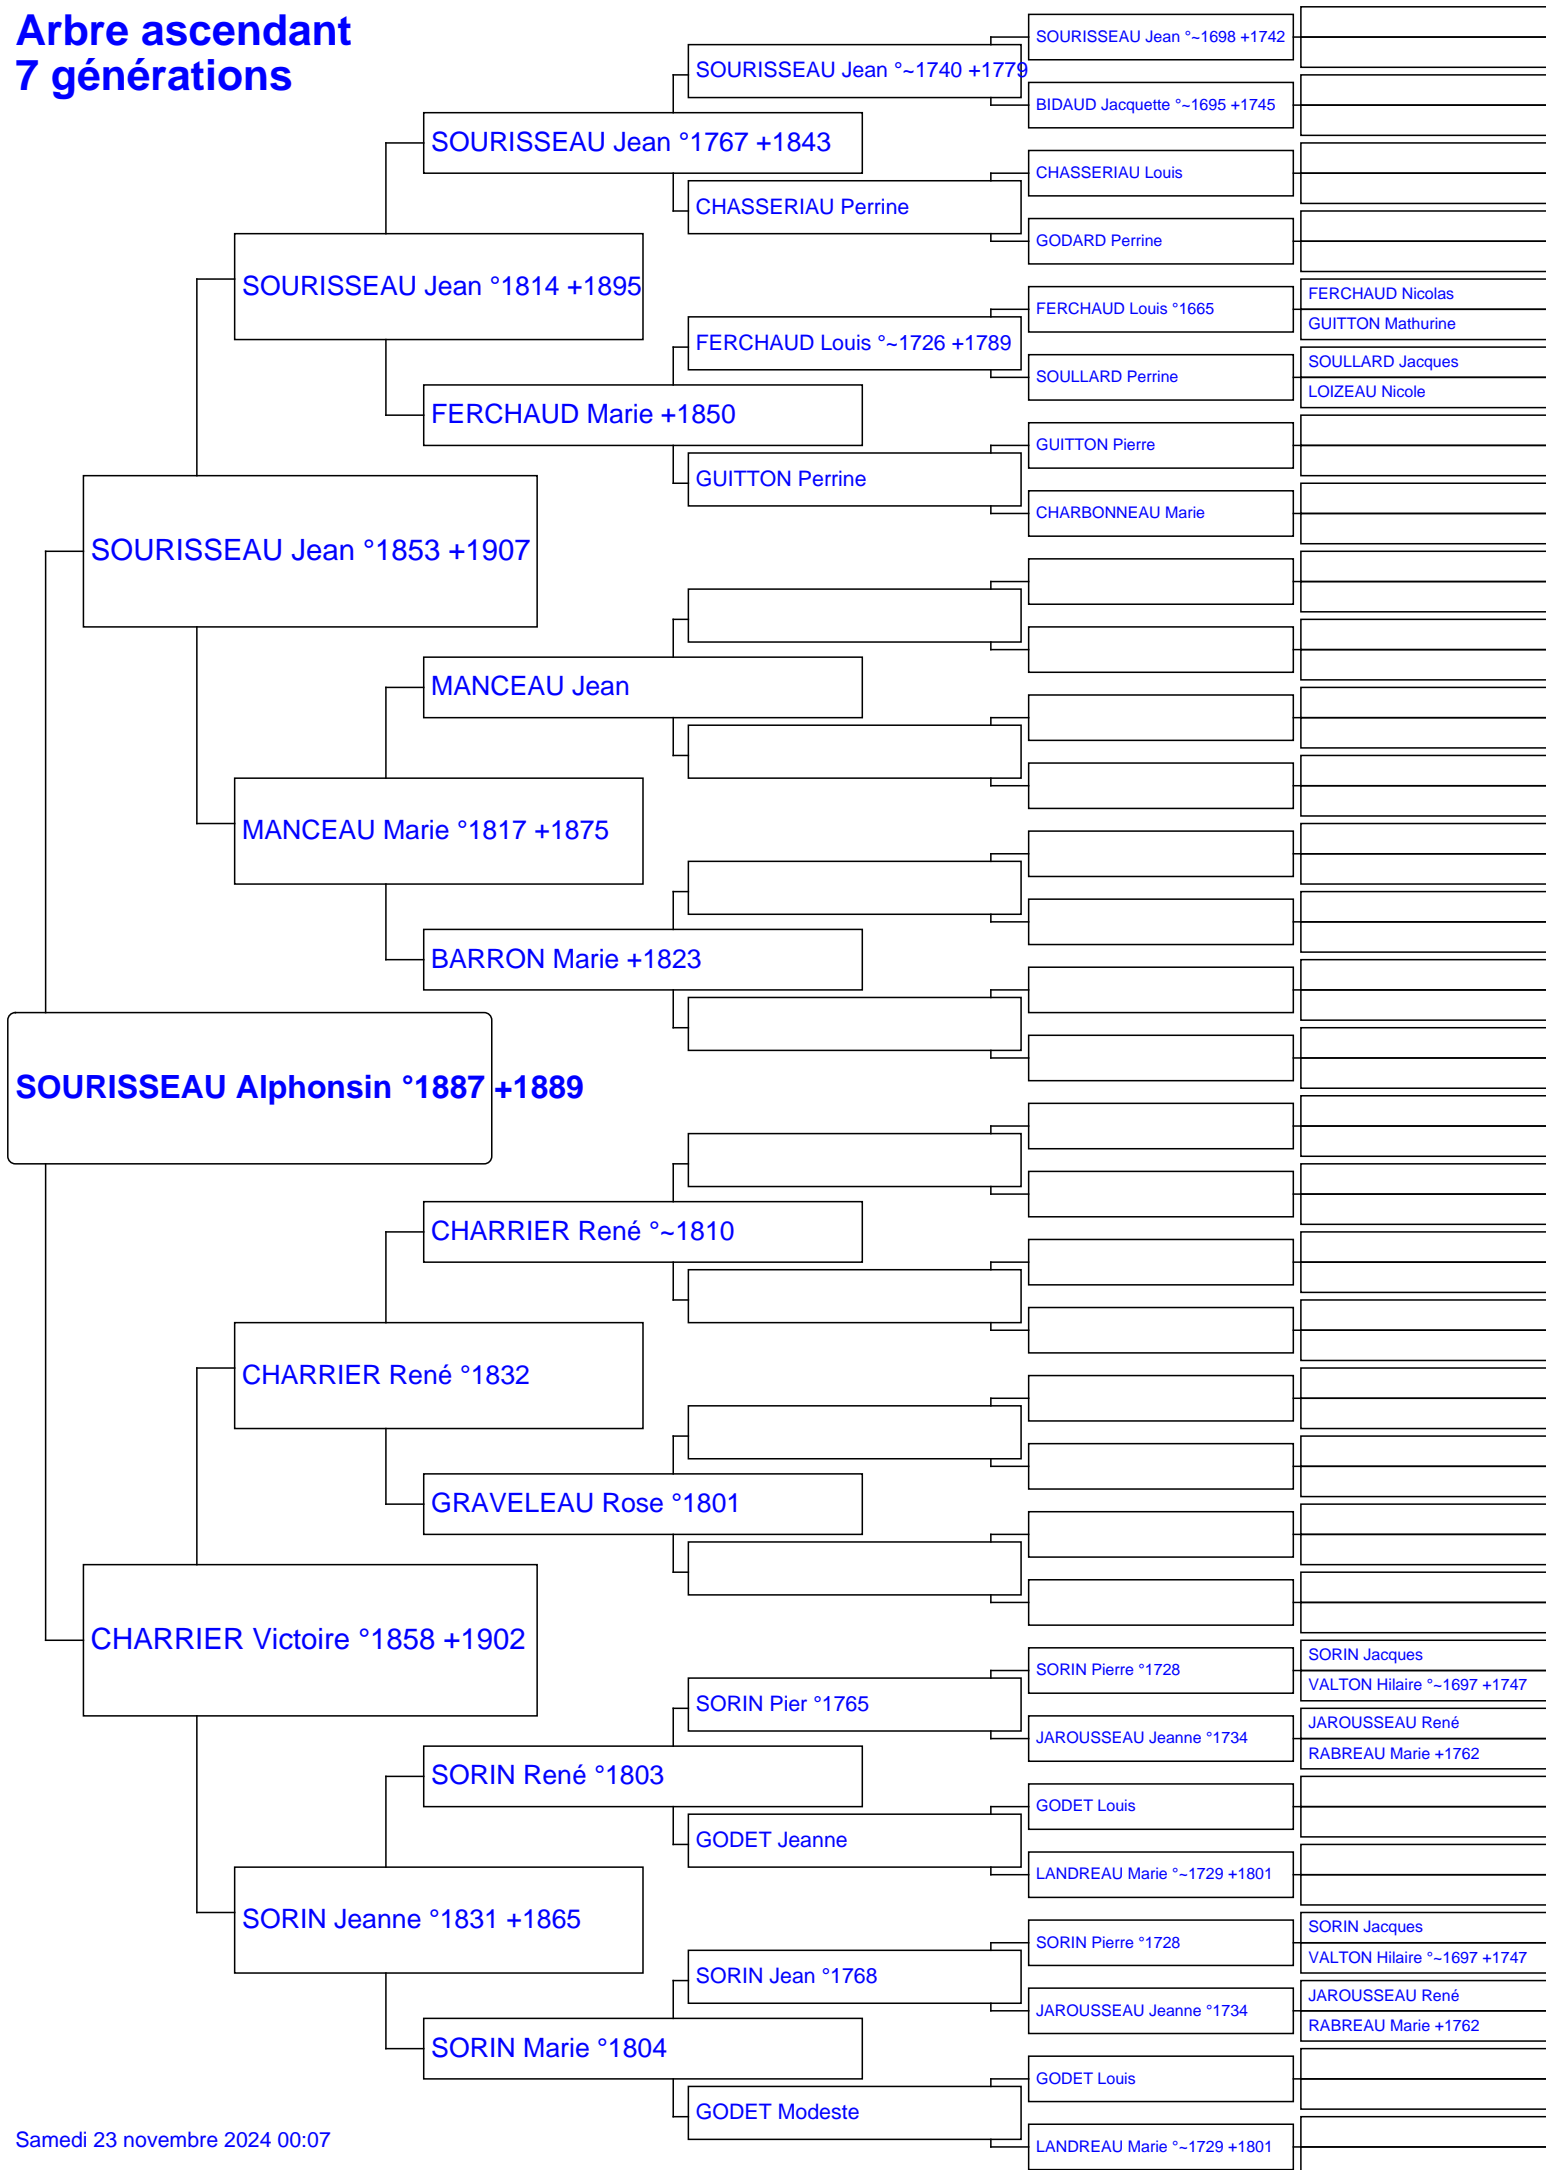 Arbre ascendant
7 générations
SOURISSEAU Jean °~1698 +1742
SOURISSEAU Jean °~1740 +1779
BIDAUD Jacquette °~1695 +1745
SOURISSEAU Jean °1767 +1843
CHASSERIAU Louis
CHASSERIAU Perrine
GODARD Perrine
SOURISSEAU Jean °1814 +1895
FERCHAUD Nicolas
FERCHAUD Louis °1665
GUITTON Mathurine
FERCHAUD Louis °~1726 +1789
SOULLARD Jacques
SOULLARD Perrine
LOIZEAU Nicole
FERCHAUD Marie +1850
GUITTON Pierre
GUITTON Perrine
CHARBONNEAU Marie
SOURISSEAU Jean °1853 +1907
MANCEAU Jean
MANCEAU Marie °1817 +1875
BARRON Marie +1823
SOURISSEAU Alphonsin °1887 +1889
CHARRIER René °~1810
CHARRIER René °1832
GRAVELEAU Rose °1801
CHARRIER Victoire °1858 +1902
SORIN Jacques
SORIN Pierre °1728
VALTON Hilaire °~1697 +1747
SORIN Pier °1765
JAROUSSEAU René
JAROUSSEAU Jeanne °1734
RABREAU Marie +1762
SORIN René °1803
GODET Louis
GODET Jeanne
LANDREAU Marie °~1729 +1801
SORIN Jeanne °1831 +1865
SORIN Jacques
SORIN Pierre °1728
VALTON Hilaire °~1697 +1747
SORIN Jean °1768
JAROUSSEAU René
JAROUSSEAU Jeanne °1734
RABREAU Marie +1762
SORIN Marie °1804
GODET Louis
GODET Modeste
LANDREAU Marie °~1729 +1801
Samedi 23 novembre 2024 00:07